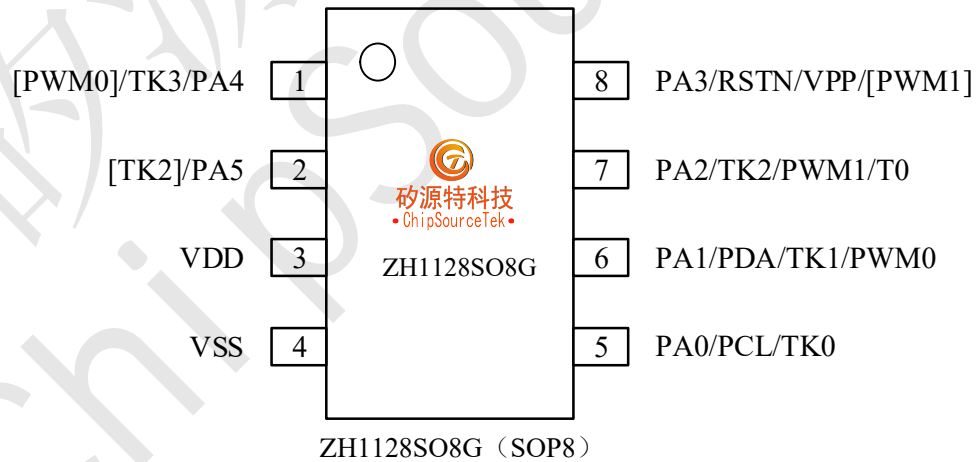 [PWM0]/TK3/PA4 1 8 PA3/RSTN/VPP/[PWM1]
[TK2]/PA5 2 7 PA2/TK2/PWM1/T0
矽源特科技
•ChipSourceTek•
VDD 3 6 PA1/PDA/TK1/PWM0
ZH1128SO8G
VSS 4 5 PA0/PCL/TK0
ZH1128SO8G（SOP8）